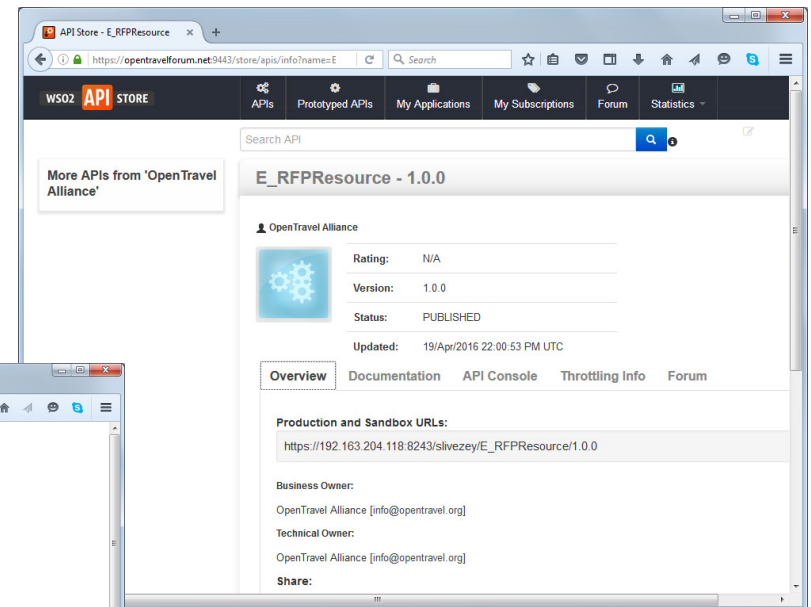 API Store - E_RFPResource
https://opentravelforum.net:9443/store/apis/info?name=E
Search
WSO2 API STORE
APIs
Prototyped APIs
My Applications
My Subscriptions
Forum
Statistics
Search API
More APIs from 'OpenTravel
Alliance'
E_RFPResource - 1.0.0
OpenTravel Alliance
Rating: N/A
Version: 1.0.0
Status: PUBLISHED
Updated: 19/Apr/2016 22:00:53 PM UTC
Overview Documentation API Console Throttling Info Forum
Production and Sandbox URLs:
https://192.163.204.118:8243/slivezey/E_RFPResource/1.0.0
Business Owner:
OpenTravel Alliance [info@opentravel.org]
Technical Owner:
OpenTravel Alliance [info@opentravel.org]
Share: